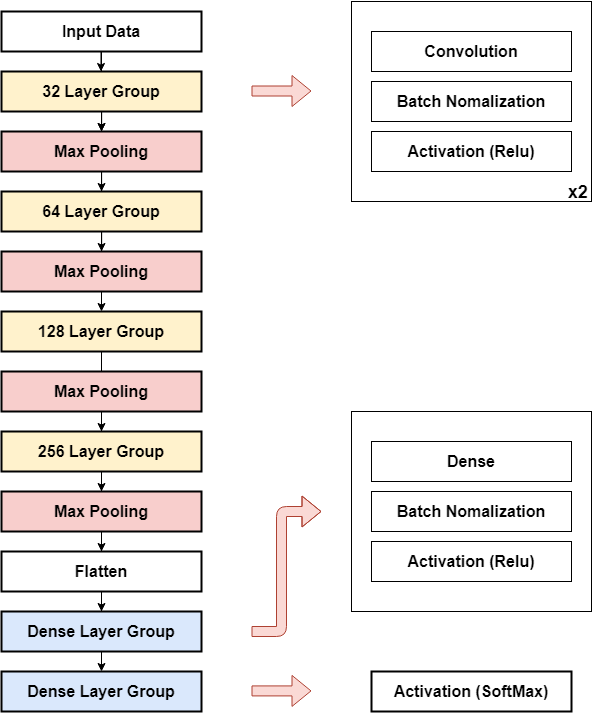 Input Data
32 Layer Group
Max Pooling
64 Layer Group
Max Pooling
128 Layer Group
Max Pooling
256 Layer Group
Max Pooling
Flatten
Dense Layer Group
Dense Layer Group
Convolution
Batch Nomalization
Activation (Relu)
x2
Dense
Batch Nomalization
Activation (Relu)
Activation (SoftMax)